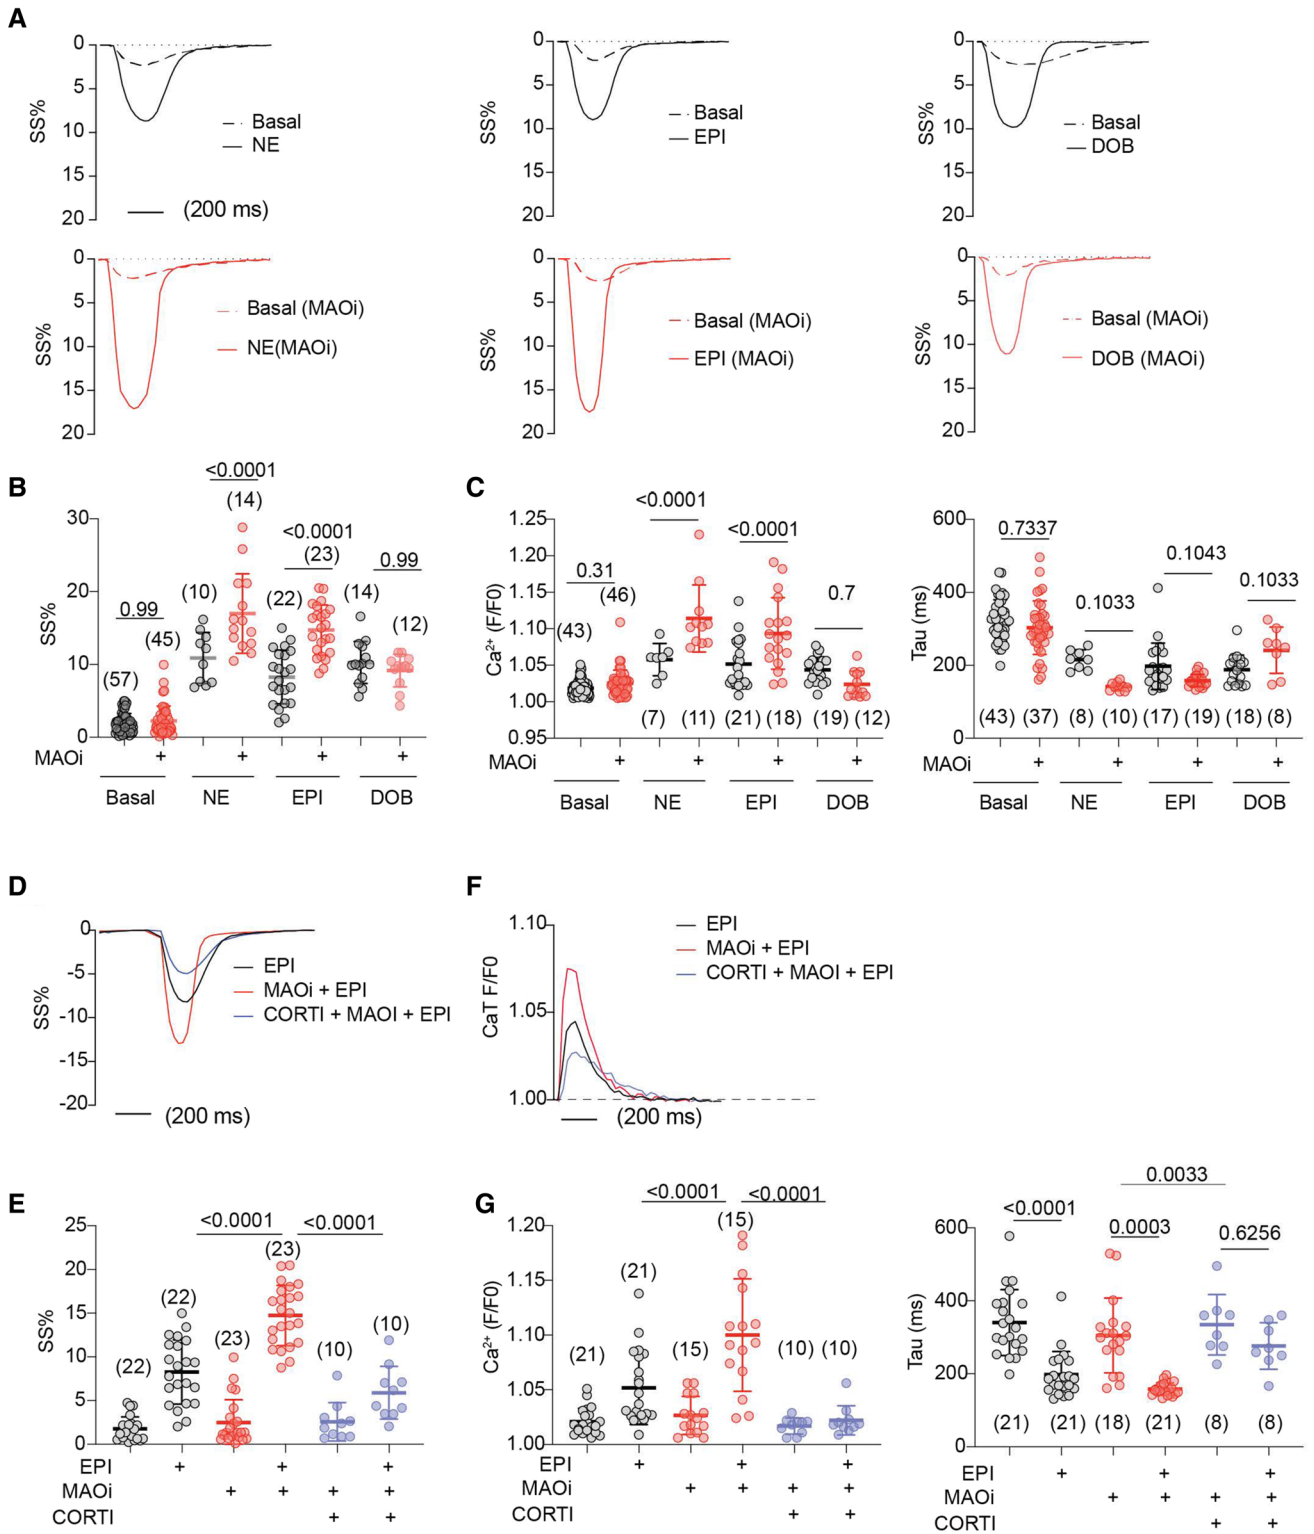 A
0
5
10
15
20
SS%
Basal
NE
(200 ms)
0
5
10
15
20
SS%
Basal
EPI
0
5
10
15
20
SS%
Basal
DOB
0
5
10
15
20
SS%
Basal (MAOi)
NE(MAOi)
0
5
10
15
20
SS%
Basal (MAOi)
EPI (MAOi)
0
5
10
15
20
SS%
Basal (MAOi)
DOB (MAOi)
B
30
20
10
0
SS%
0.99
<0.0001
<0.0001
0.99
(57)
(45)
(10)
(14)
(22)
(23)
(14)
(12)
MAOi + + + +
Basal NE EPI DOB
C
1.25
1.20
1.15
1.10
1.05
1.00
0.95
Ca²⁺ (F/F0)
0.31
<0.0001
<0.0001
0.7
(43)
(46)
(7) (11) (21) (18) (19) (12)
MAOi + + + +
Basal NE EPI DOB
600
400
200
0
Tau (ms)
0.7337
0.1033
0.1043
0.1033
(43) (37) (8) (10) (17) (19) (18) (8)
MAOi + + + +
Basal NE EPI DOB
D
0
-5
-10
-15
-20
SS%
EPI
MAOi + EPI
CORTI + MAOI + EPI
(200 ms)
F
1.10
1.05
1.00
CaT F/F0
EPI
MAOi + EPI
CORTI + MAOI + EPI
(200 ms)
E
25
20
15
10
5
0
SS%
<0.0001
<0.0001
(22)
(22)
(23)
(23)
(10)
(10)
EPI + + +
MAOi + + + +
CORTI + +
G
1.20
1.15
1.10
1.05
1.00
Ca²⁺ (F/F0)
<0.0001
<0.0001
(21)
(21)
(15)
(15)
(10)
(10)
EPI + + +
MAOi + + + +
CORTI + +
600
400
200
0
Tau (ms)
0.0033
<0.0001
0.0003
0.6256
(21) (21) (18) (21) (8) (8)
EPI + + +
MAOi + + + +
CORTI + +